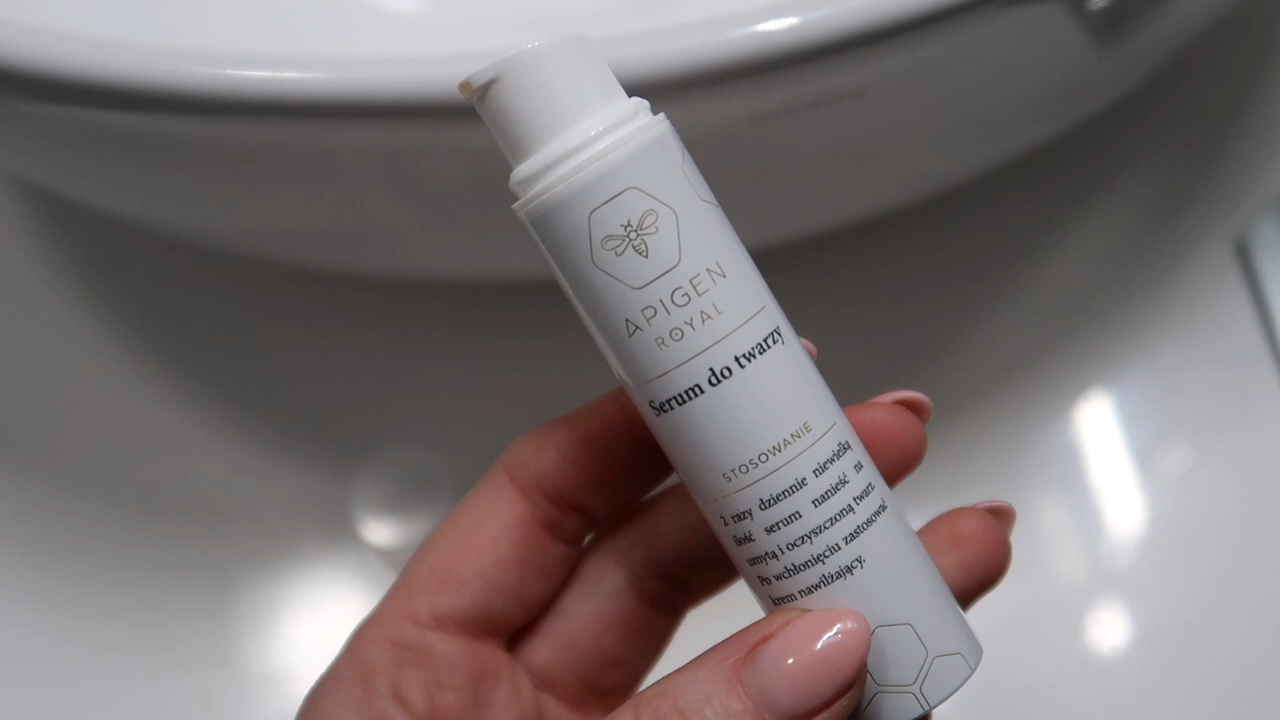 APIGEN
ROYAL
Serum do twarzy
STOSOWANIE
2 razy dziennie niewielką
ilość serum nanieść na
umytą i oczyszczoną twarz.
Po wchłonięciu zastosować
krem nawilżający.